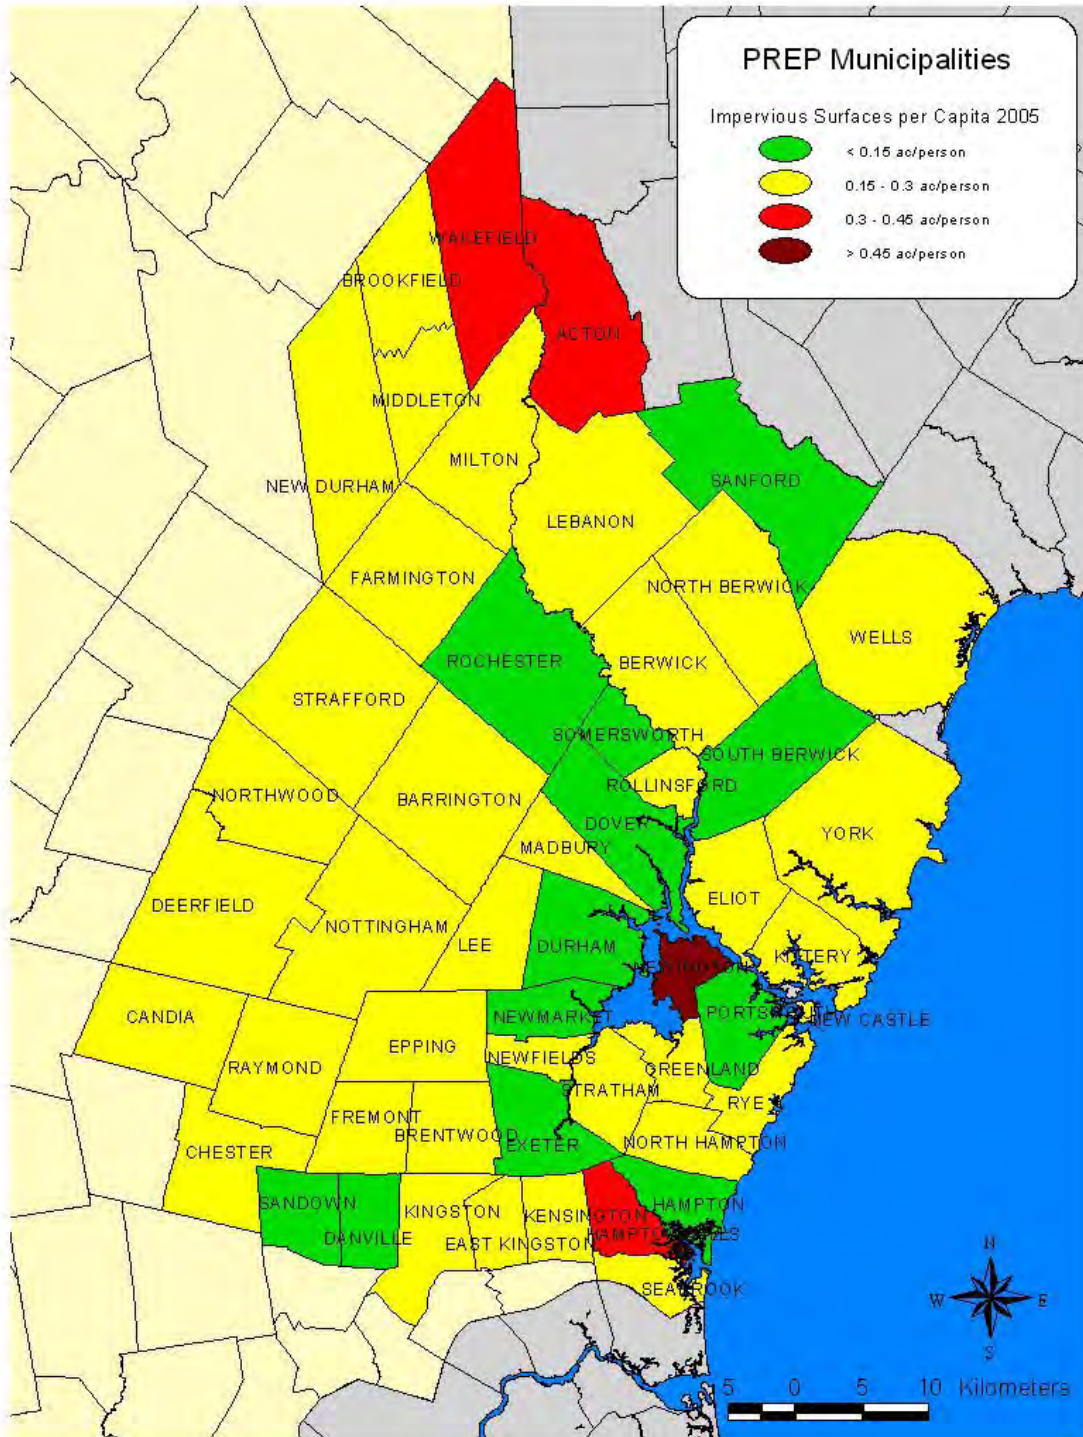 PREP Municipalities
Impervious Surfaces per Capita 2005
< 0.15 ac/person
0.15 - 0.3 ac/person
0.3 - 0.45 ac/person
> 0.45 ac/person
WAKEFIELD
BROOKFIELD
ACTON
MIDDLETON
MILTON
NEW DURHAM
SANFORD
LEBANON
FARMINGTON
NORTH BERWICK
WELLS
ROCHESTER
BERWICK
STRAFFORD
SOMERSWORTH
SOUTH BERWICK
ROLLINSFORD
NORTHWOOD
BARRINGTON
DOVER
YORK
MADBURY
ELIOT
DEERFIELD
NOTTINGHAM
LEE
DURHAM
KITTERY
NEWINGTON
CANDIA
NEWMARKET
NEW CASTLE
EPPING
NEWFIELDS
RAYMOND
GREENLAND
STRATHAM
RYE
FREMONT
BRENTWOOD
EXETER
NORTH HAMPTON
CHESTER
SANDOWN
HAMPTON
KINGSTON
KENSINGTON
DANVILLE
EAST KINGSTON
SEABROOK
N
W
E
S
5 0 5 10 Kilometers